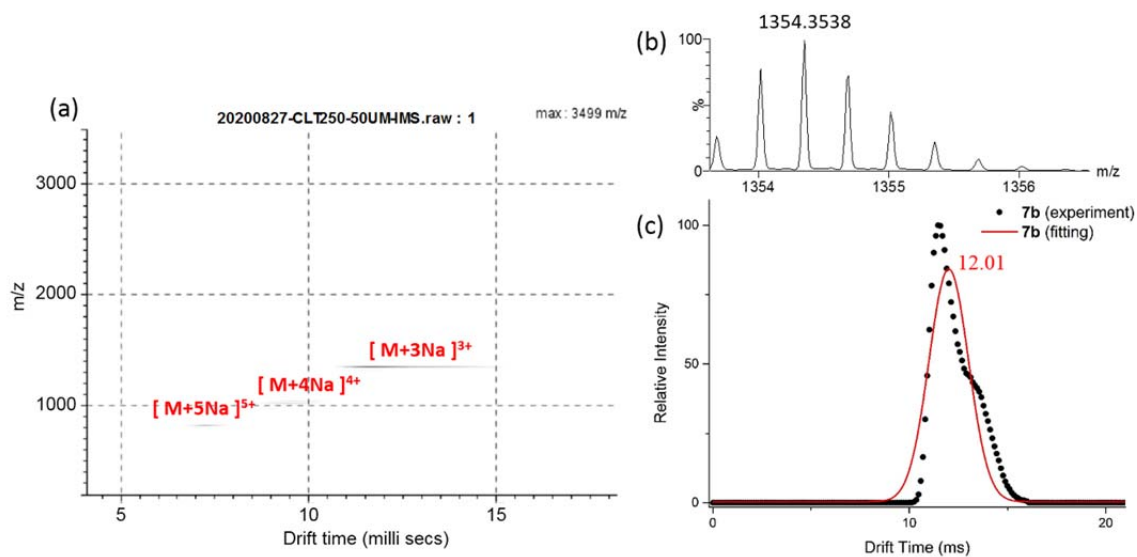 (a)
20200827-CLT250-50UM-IMS.raw : 1
max : 3499 m/z
3000
2000
1000
m/z
[ M+3Na ]³⁺
[ M+4Na ]⁴⁺
[ M+5Na ]⁵⁺
5 10 15
Drift time (milli secs)
(b)
1354.3538
100
%
0
1354 1355 1356
m/z
(c)
7b (experiment)
7b (fitting)
12.01
100
50
0
Relative Intensity
0 10 20
Drift Time (ms)